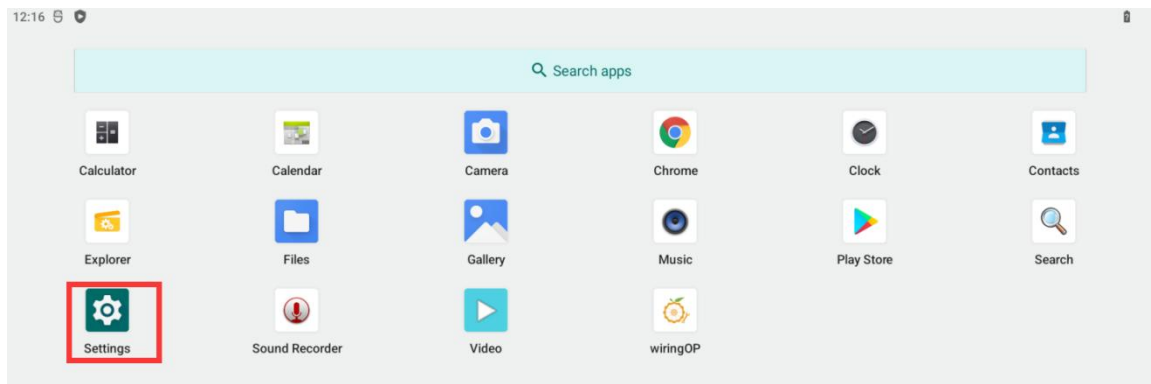 12:16
Search apps
Calculator Calendar Camera Chrome Clock Contacts
Explorer Files Gallery Music Play Store Search
Settings Sound Recorder Video wiringOP